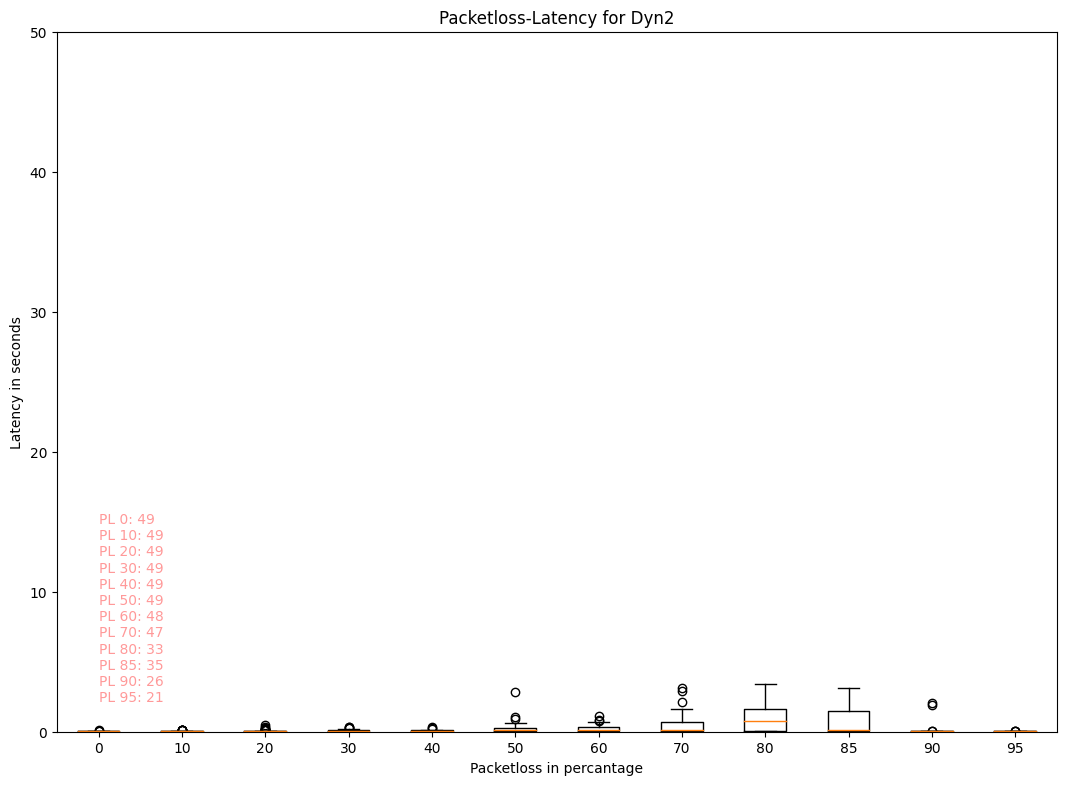 Packetloss-Latency for Dyn2
50
40
30
20
10
0
Latency in seconds
PL 0: 49
PL 10: 49
PL 20: 49
PL 30: 49
PL 40: 49
PL 50: 49
PL 60: 48
PL 70: 47
PL 80: 33
PL 85: 35
PL 90: 26
PL 95: 21
0 10 20 30 40 50 60 70 80 85 90 95
Packetloss in percantage